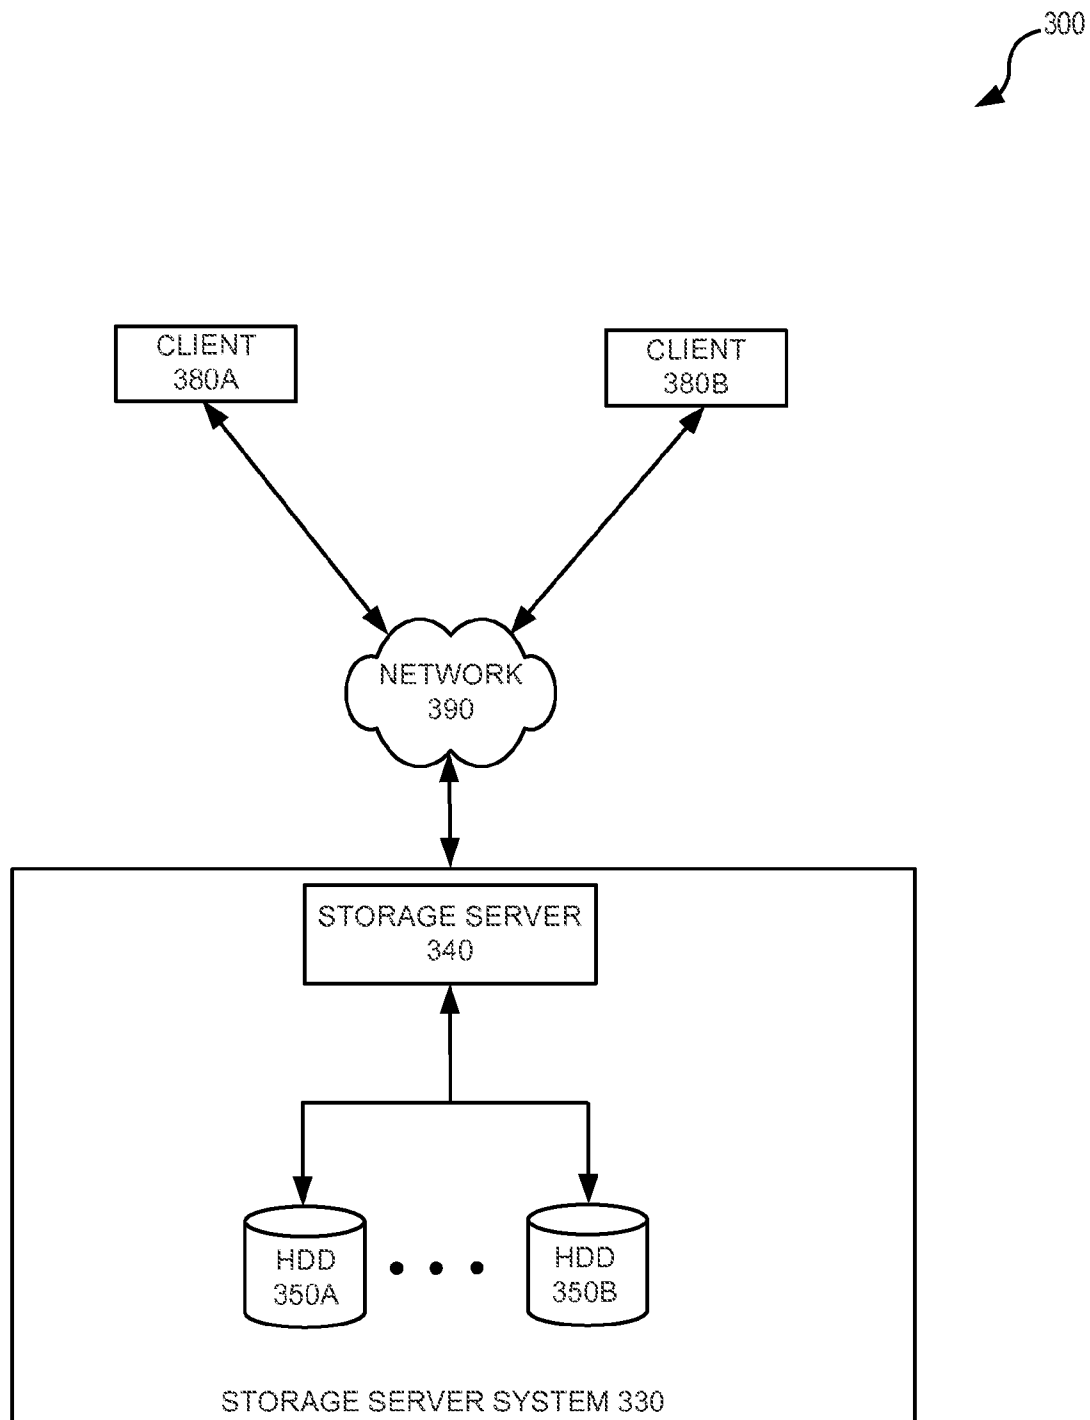 300
CLIENT
380A
CLIENT
380B
NETWORK
390
STORAGE SERVER
340
HDD
350A
HDD
350B
STORAGE SERVER SYSTEM 330